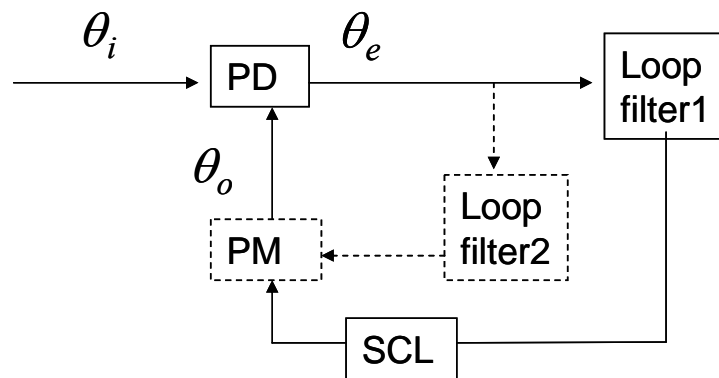 θi
PD
θe
Loop
filter1
θo
PM
Loop
filter2
SCL